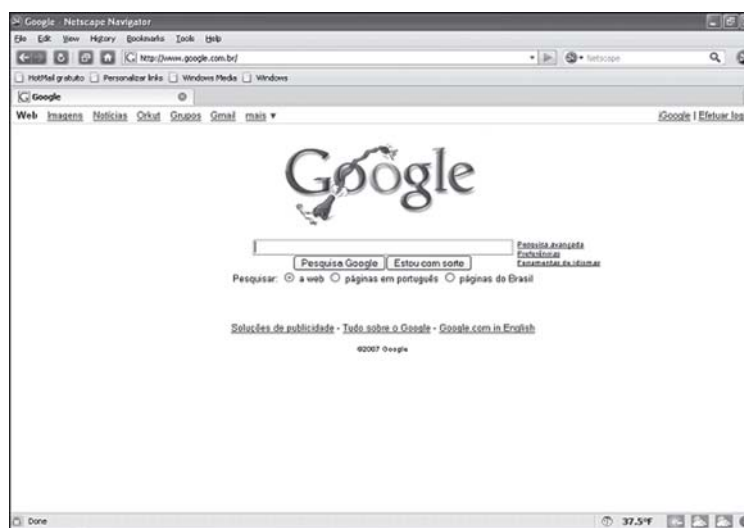 Google - Netscape Navigator
File Edit View History Bookmarks Tools Help
http://www.google.com.br/ Netscape
HotMail gratuito Personalizar links Windows Media Windows
Google
Web Imagens Notícias Orkut Grupos Gmail mais ▼ iGoogle | Efetuar log
Google
Pesquisa avançada
Preferências
Ferramentas de idiomas
Pesquisa Google Estou com sorte
Pesquisar: a web páginas em português páginas do Brasil
Soluções de publicidade - Tudo sobre o Google - Google.com in English
©2007 Google
Done 37.5°F